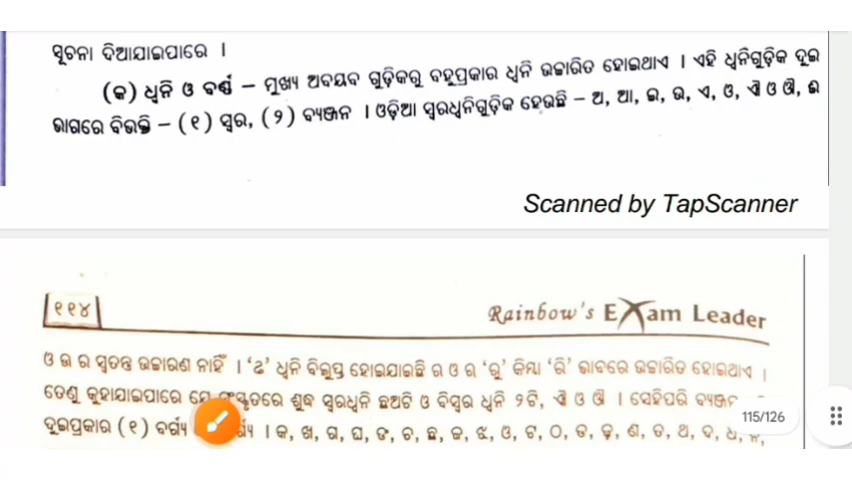 ସୂଚନା ଦିଆଯାଇପାରେ ।
(କ) ଧ୍ୱନି ଓ ବର୍ଣ୍ଣ – ମୁଖ୍ୟ ଅବୟବ ଗୁଡ଼ିକରୁ ବହୁପ୍ରକାର ଧ୍ୱନି ଉଚ୍ଚାରିତ ହୋଇଥାଏ । ଏହି ଧ୍ୱନିଗୁଡ଼ିକ ଦୁଇ
ଭାଗରେ ବିଭକ୍ତି – (୧) ସ୍ୱର, (୨) ବ୍ୟଞ୍ଜନ । ଓଡ଼ିଆ ସ୍ୱରଧ୍ୱନିଗୁଡ଼ିକ ହେଉଛି – ଅ, ଆ, ଇ, ଉ, ଏ, ଓ, ଐ ଓ ଔ, ଈ
Scanned by TapScanner
୧୧୪
Rainbow's EXam Leader
ଓ ଊ ର ସ୍ୱତନ୍ତ୍ର ଉଚ୍ଚାରଣ ନାହିଁ । ‘ଋ’ ଧ୍ୱନି ବିଲୁପ୍ତ ହୋଇଯାଇଛି ର ଓ ର ‘ରୁ’ କିମ୍ବା ‘ରି’ ଭାବରେ ଉଚ୍ଚାରିତ ହୋଇଥାଏ ।
ତେଣୁ କୁହାଯାଇପାରେ ଯେ ଶୁଦ୍ଧ ସ୍ୱରଧ୍ୱନି ଛଅଟି ଓ ଦ୍ୱିସ୍ୱର ଧ୍ୱନି ୨ଟି, ଐ ଓ ଔ । ସେହିପରି ବ୍ୟଞ୍ଜନ
115/126
ଦୁଇପ୍ରକାର (୧) ବର୍ଗ୍ୟ । କ, ଖ, ଗ, ଘ, ଙ, ଚ, ଛ, ଜ, ଝ, ଓ, ଟ, ଠ, ଡ, ଢ଼, ଣ, ତ, ଥ, ଦ, ଧ, ନ,